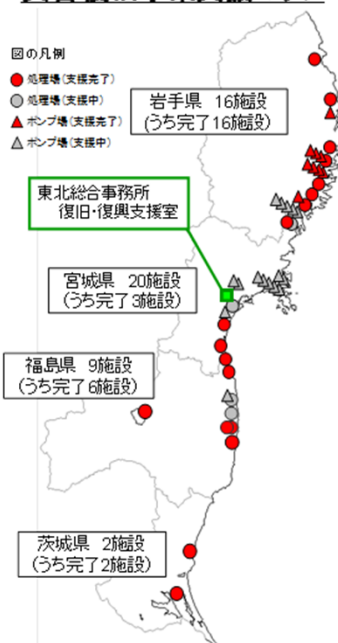 図の凡例
処理場(支援完了)
処理場(支援中)
ポンプ場(支援完了)
ポンプ場(支援中)
岩手県 16施設
(うち完了16施設)
東北総合事務所
復旧・復興支援室
宮城県 20施設
(うち完了3施設)
福島県 9施設
(うち完了6施設)
茨城県 2施設
(うち完了2施設)